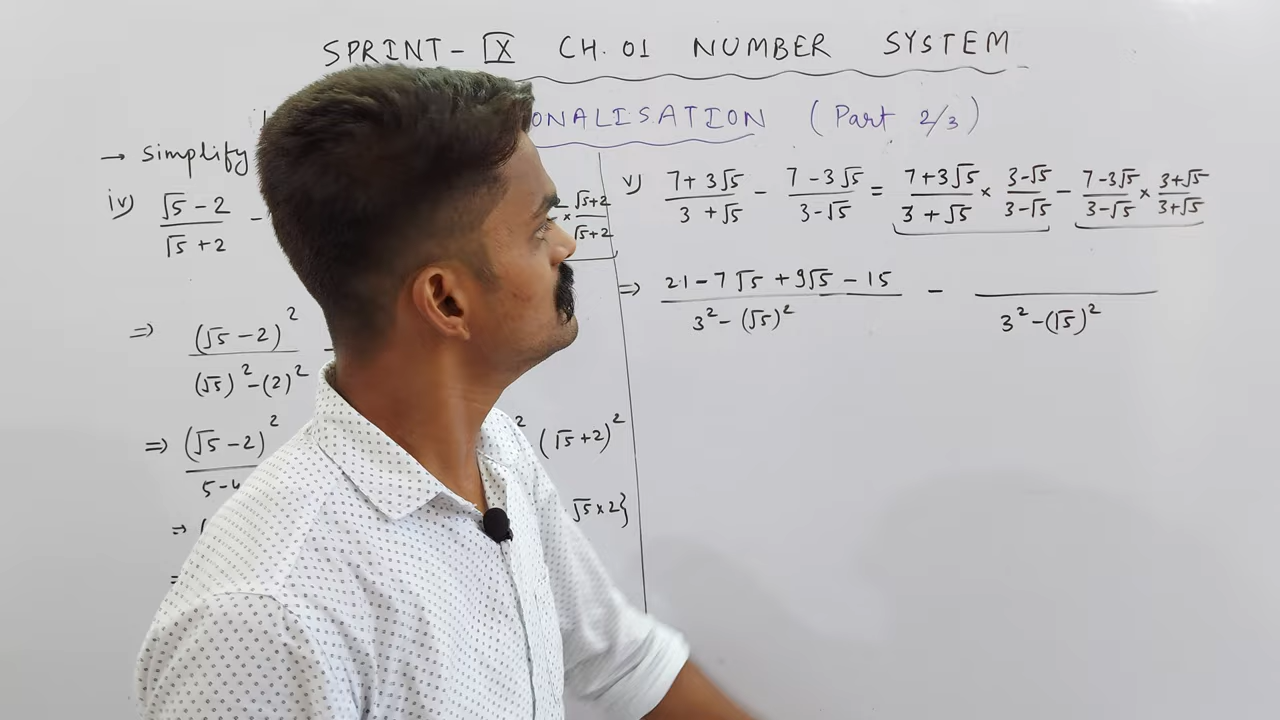 SPRINT-IX CH.01 NUMBER SYSTEM
ONALISATION (Part 2/3)
→ Simplify
iv) (√5-2)/(√5+2) -
× (√5+2)/(√5+2)
⇒ (√5-2)²/((√5)²-(2)²) -
⇒ (√5-2)²/5-4
² (√5+2)²
⇒ (
√5×2}
=
v) (7+3√5)/(3+√5) - (7-3√5)/(3-√5) = (7+3√5)/(3+√5) × (3-√5)/(3-√5) - (7-3√5)/(3-√5) × (3+√5)/(3+√5)
⇒ (21-7√5+9√5-15)/(3²-(√5)²) - /(3²-(√5)²)